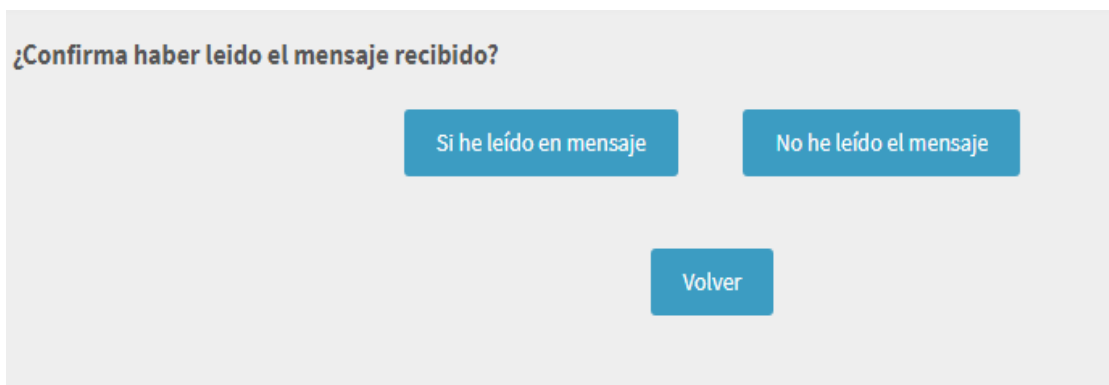 ¿Confirma haber leido el mensaje recibido?
Si he leído en mensaje
No he leído el mensaje
Volver